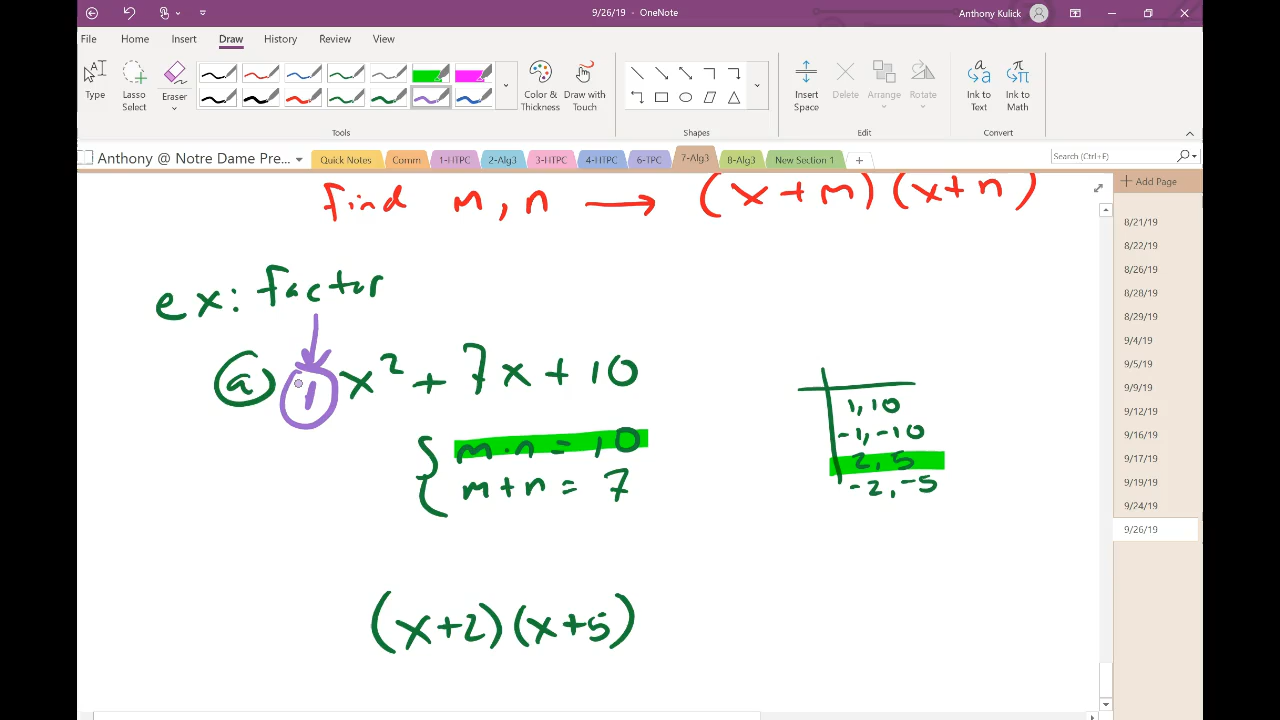 9/26/19 - OneNote
Anthony Kulick
File Home Insert Draw History Review View
Type
Lasso Select
Eraser
Color & Thickness
Draw with Touch
Insert Space
Delete
Arrange
Rotate
Ink to Text
Ink to Math
Tools
Shapes
Edit
Convert
Anthony @ Notre Dame Pre...
Quick Notes Comm 1-HTPC 2-Alg3 3-HTPC 4-HTPC 6-TPC 7-Alg3 8-Alg3 New Section 1 +
Search (Ctrl+F)
+ Add Page
8/21/19
8/22/19
8/26/19
8/28/19
8/29/19
9/4/19
9/5/19
9/9/19
9/12/19
9/16/19
9/17/19
9/19/19
9/24/19
9/26/19
find m, n → (x+m)(x+n)
ex: factor
a 1 x² + 7x + 10
{ m·n = 10
m+n = 7
1, 10
-1, -10
2, 5
-2, -5
(x+2)(x+5)